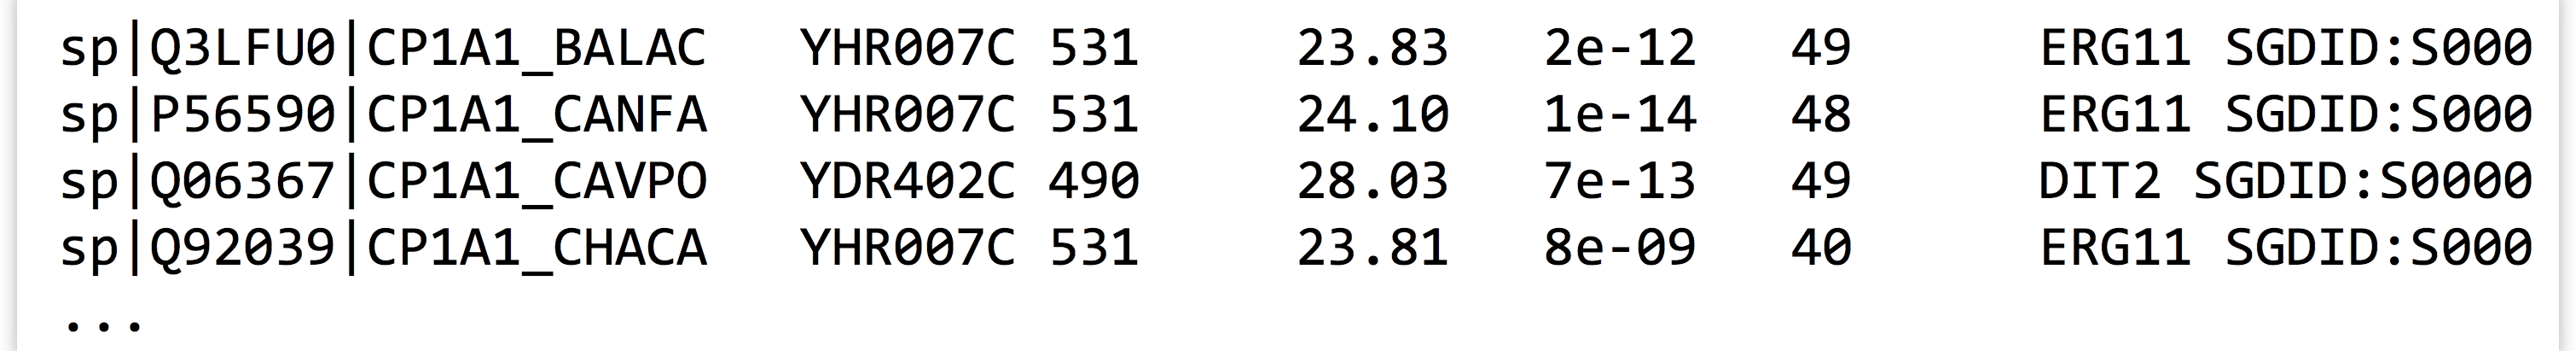 sp|Q3LFU0|CP1A1_BALAC YHR007C 531 23.83 2e-12 49 ERG11 SGDID:S000
sp|P56590|CP1A1_CANFA YHR007C 531 24.10 1e-14 48 ERG11 SGDID:S000
sp|Q06367|CP1A1_CAVPO YDR402C 490 28.03 7e-13 49 DIT2 SGDID:S0000
sp|Q92039|CP1A1_CHACA YHR007C 531 23.81 8e-09 40 ERG11 SGDID:S000
...